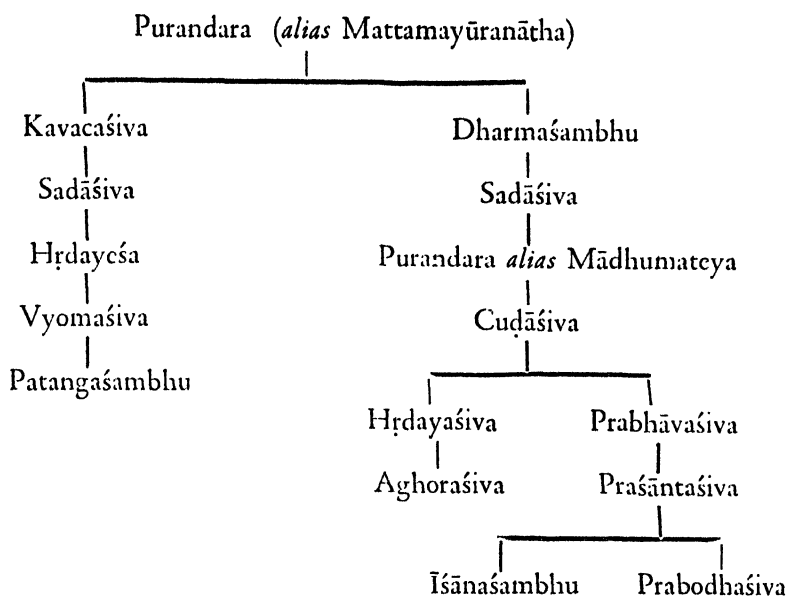 Purandara (alias Mattamayūranātha)
Kavacaśiva Dharmaśambhu
Sadāśiva Sadāśiva
Hṛdayeśa Purandara alias Mādhumateya
Vyomaśiva Cuḍāśiva
Patangaśambhu
Hṛdayaśiva Prabhāvaśiva
Aghoraśiva Praśāntaśiva
Īśānaśambhu Prabodhaśiva